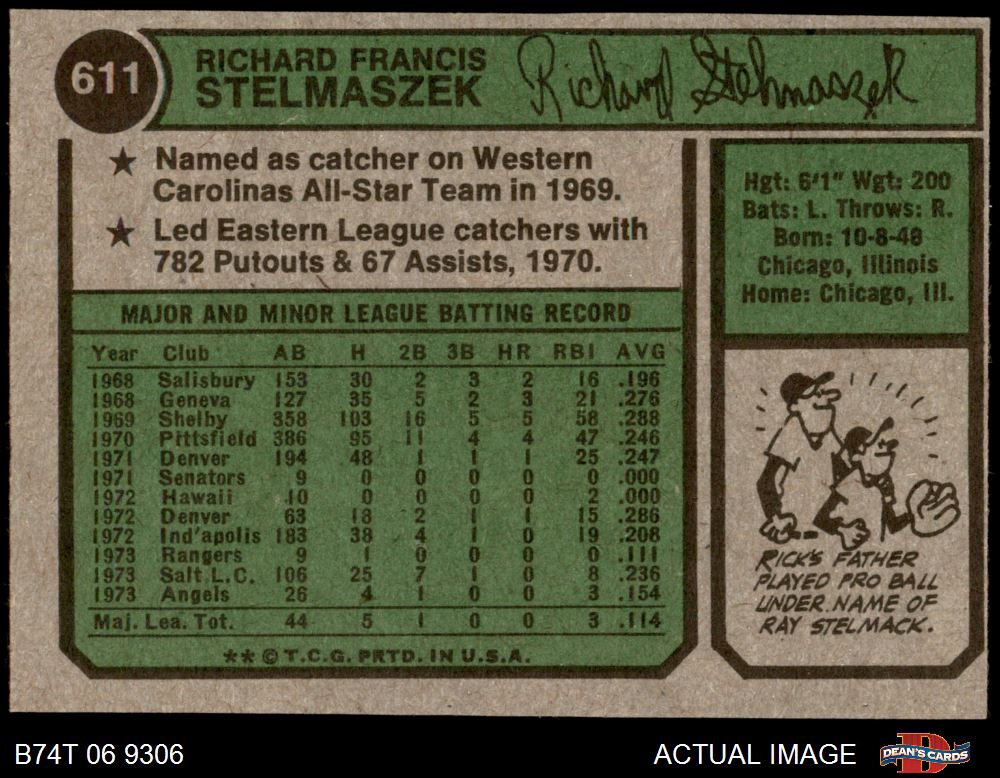 611
RICHARD FRANCIS
STELMASZEK
Richard Stelmaszek
★ Named as catcher on Western
Carolinas All-Star Team in 1969.
★ Led Eastern League catchers with
782 Putouts & 67 Assists, 1970.
Hgt: 6'1" Wgt: 200
Bats: L. Throws: R.
Born: 10-8-48
Chicago, Illinois
Home: Chicago, Ill.
MAJOR AND MINOR LEAGUE BATTING RECORD
Year Club AB H 2B 3B HR RBI AVG
1968 Salisbury 153 30 2 3 2 16 .196
1968 Geneva 127 35 5 2 3 21 .276
1969 Shelby 358 103 16 5 5 58 .288
1970 Pittsfield 386 95 11 4 4 47 .246
1971 Denver 194 48 1 1 1 25 .247
1971 Senators 9 0 0 0 0 0 .000
1972 Hawaii 10 0 0 0 0 2 .000
1972 Denver 63 18 2 1 1 15 .286
1972 Ind'apolis 183 38 4 1 0 19 .208
1973 Rangers 9 1 0 0 0 0 .111
1973 Salt L.C. 106 25 7 1 0 8 .236
1973 Angels 26 4 1 0 0 3 .154
Maj. Lea. Tot. 44 5 1 0 0 3 .114
** © T.C.G. PRTD. IN U.S.A.
RICK'S FATHER
PLAYED PRO BALL
UNDER NAME OF
RAY STELMACK.
B74T 06 9306
ACTUAL IMAGE
DEAN'S CARDS